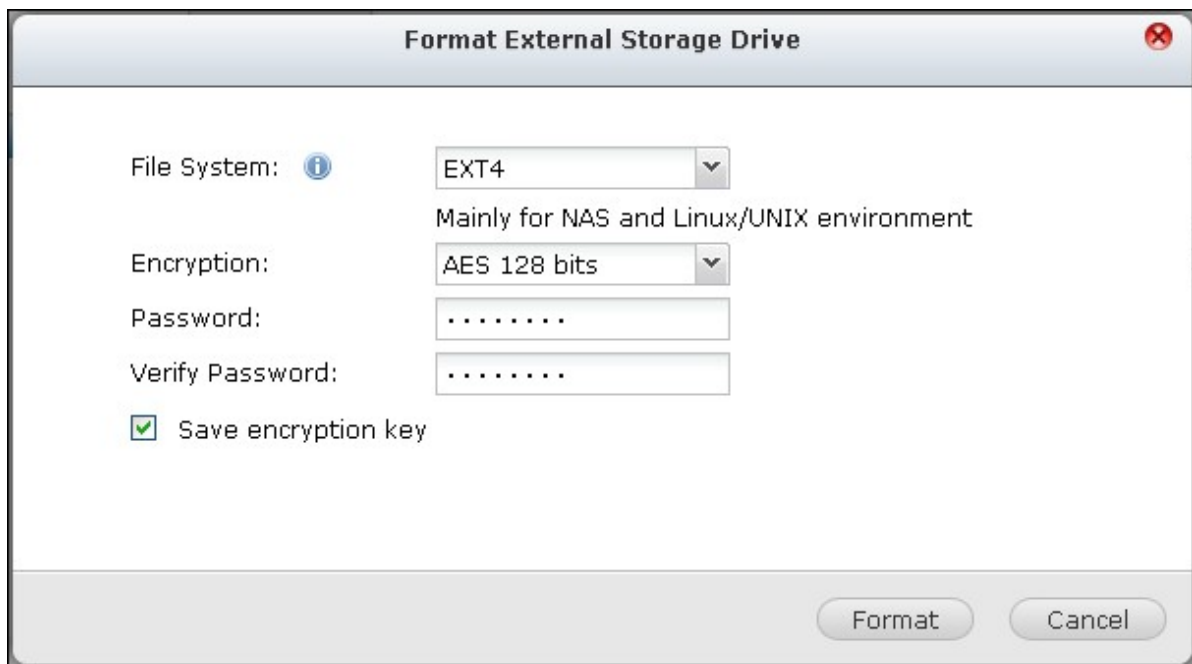 Format External Storage Drive
File System:
EXT4
Mainly for NAS and Linux/UNIX environment
Encryption:
AES 128 bits
Password:
........
Verify Password:
........
Save encryption key
Format
Cancel